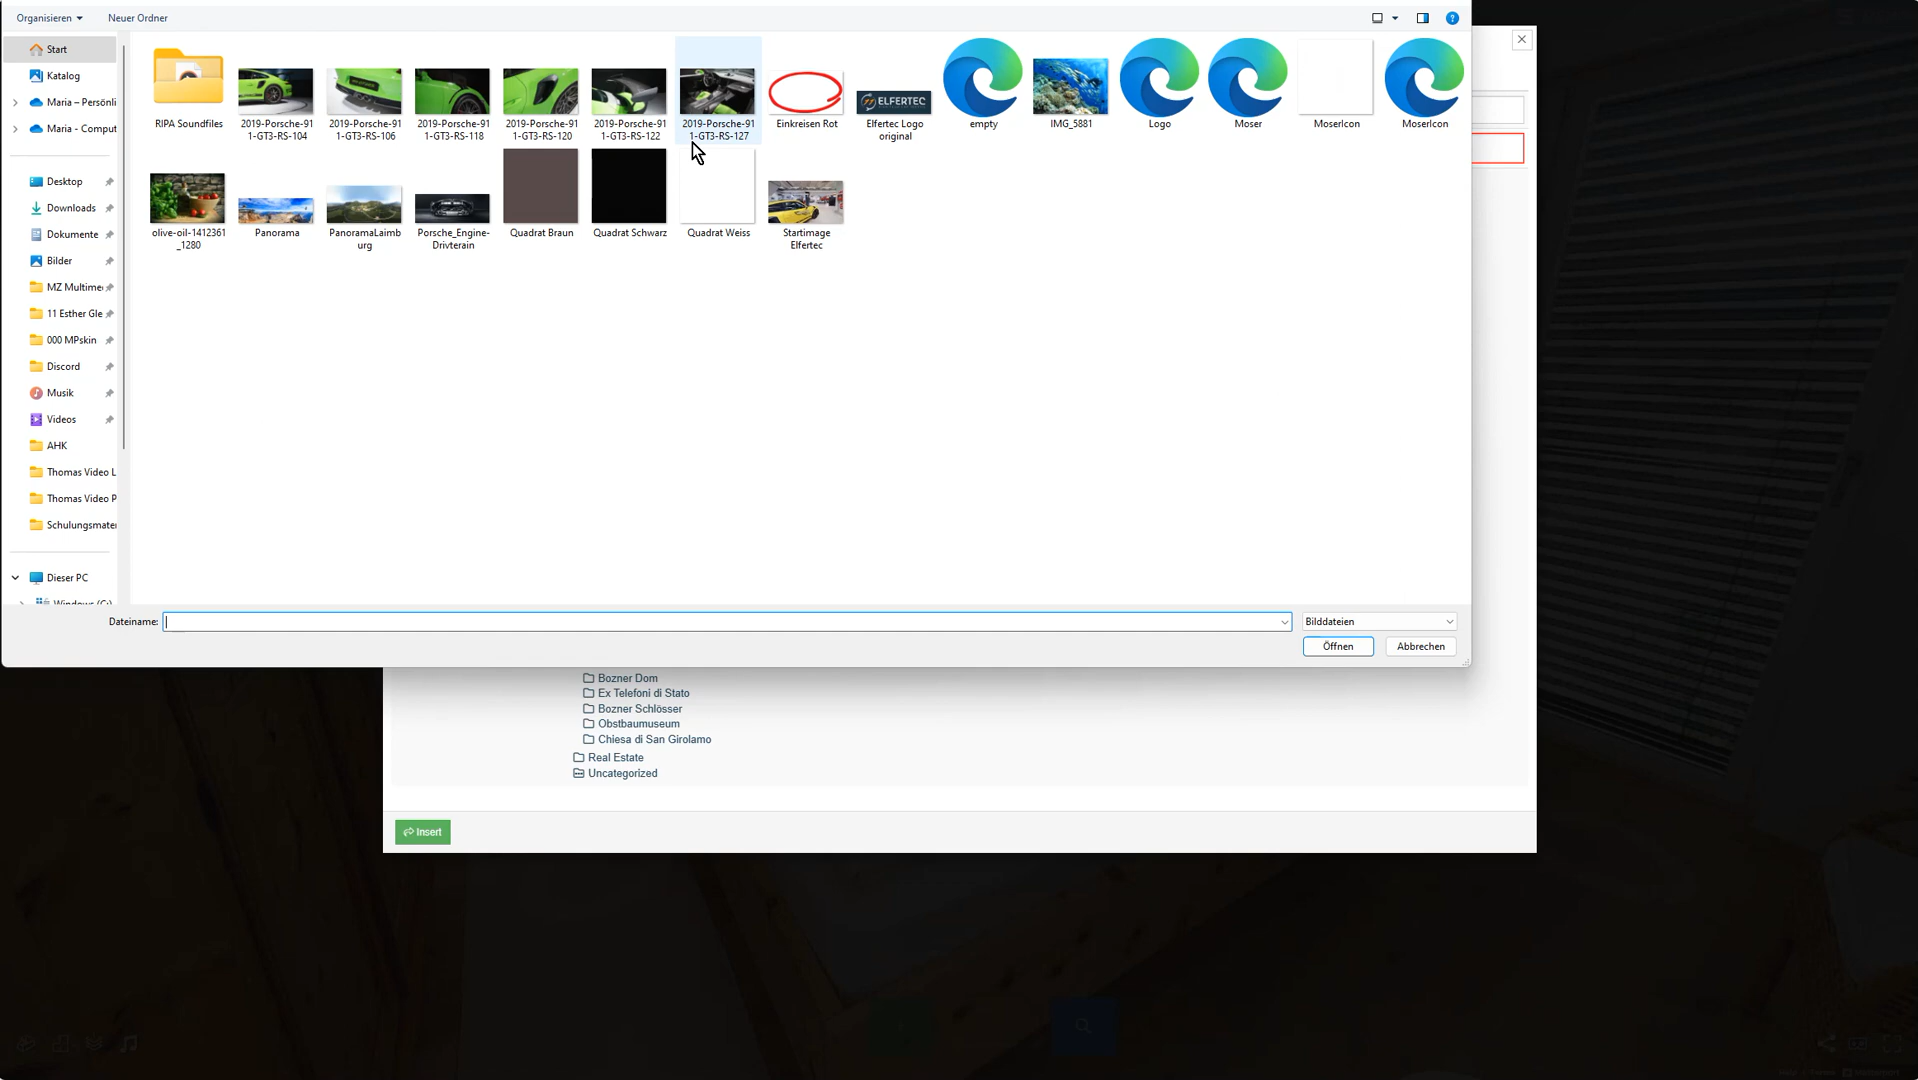 Organisieren
Neuer Ordner
Start
Katalog
Maria – Persönli
Maria - Comput
Desktop
Downloads
Dokumente
Bilder
MZ Multimed
11 Esther Gle
000 MPskin
Discord
Musik
Videos
AHK
Thomas Video L
Thomas Video P
Schulungsmater
Dieser PC
Windows (C:)
RIPA Soundfiles
2019-Porsche-91
1-GT3-RS-104
2019-Porsche-91
1-GT3-RS-106
2019-Porsche-91
1-GT3-RS-118
2019-Porsche-91
1-GT3-RS-120
2019-Porsche-91
1-GT3-RS-122
2019-Porsche-91
1-GT3-RS-127
Einkreisen Rot
ELFERTEC
Elfertec Logo
original
empty
IMG_5881
Logo
Moser
MoserIcon
MoserIcon
olive-oil-1412361
_1280
Panorama
PanoramaLaimb
urg
Porsche_Engine-
Drivterain
Quadrat Braun
Quadrat Schwarz
Quadrat Weiss
Startimage
Elfertec
Dateiname:
Bilddateien
Öffnen
Abbrechen
Bozner Dom
Ex Telefoni di Stato
Bozner Schlösser
Obstbaumuseum
Chiesa di San Girolamo
Real Estate
Uncategorized
Insert